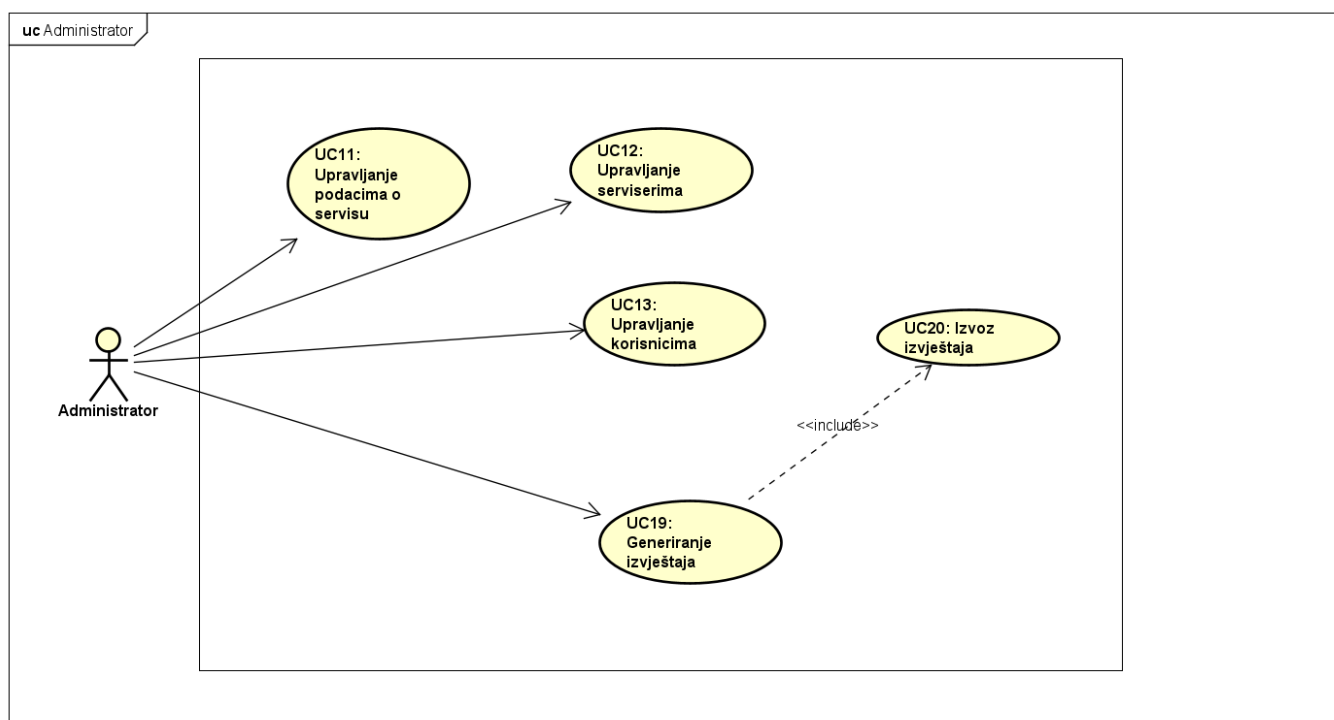 uc Administrator
UC11:
Upravljanje
podacima o
servisu
UC12:
Upravljanje
serviserima
UC13:
Upravljanje
korisnicima
UC20: Izvoz
izvještaja
Administrator
<<include>>
UC19:
Generiranje
izvještaja